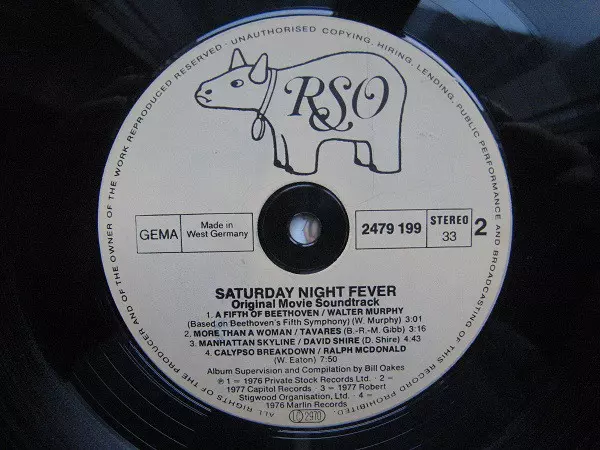 ALL RIGHTS OF THE PRODUCER AND OF THE OWNER OF THE WORK REPRODUCED RESERVED · UNAUTHORISED COPYING, HIRING, LENDING, PUBLIC PERFORMANCE AND BROADCASTING OF THIS RECORD PROHIBITED.
RSO
GEMA
Made in
West Germany
2479 199
STEREO
33
2
SATURDAY NIGHT FEVER
Original Movie Soundtrack
1. A FIFTH OF BEETHOVEN / WALTER MURPHY
(Based on Beethoven's Fifth Symphony) (W. Murphy) 3:01
2. MORE THAN A WOMAN / TAVARES (B.-R.-M. Gibb) 3:16
3. MANHATTAN SKYLINE / DAVID SHIRE (D. Shire) 4.43
4. CALYPSO BREAKDOWN / RALPH MCDONALD
(W. Eaton) 7:50
Album Supervision and Compilation by Bill Oakes
℗ 1 = 1976 Private Stock Records Ltd. · 2 =
1977 Capitol Records · 3 = 1977 Robert
Stigwood Organisation, Ltd. · 4 =
1976 Marlin Records